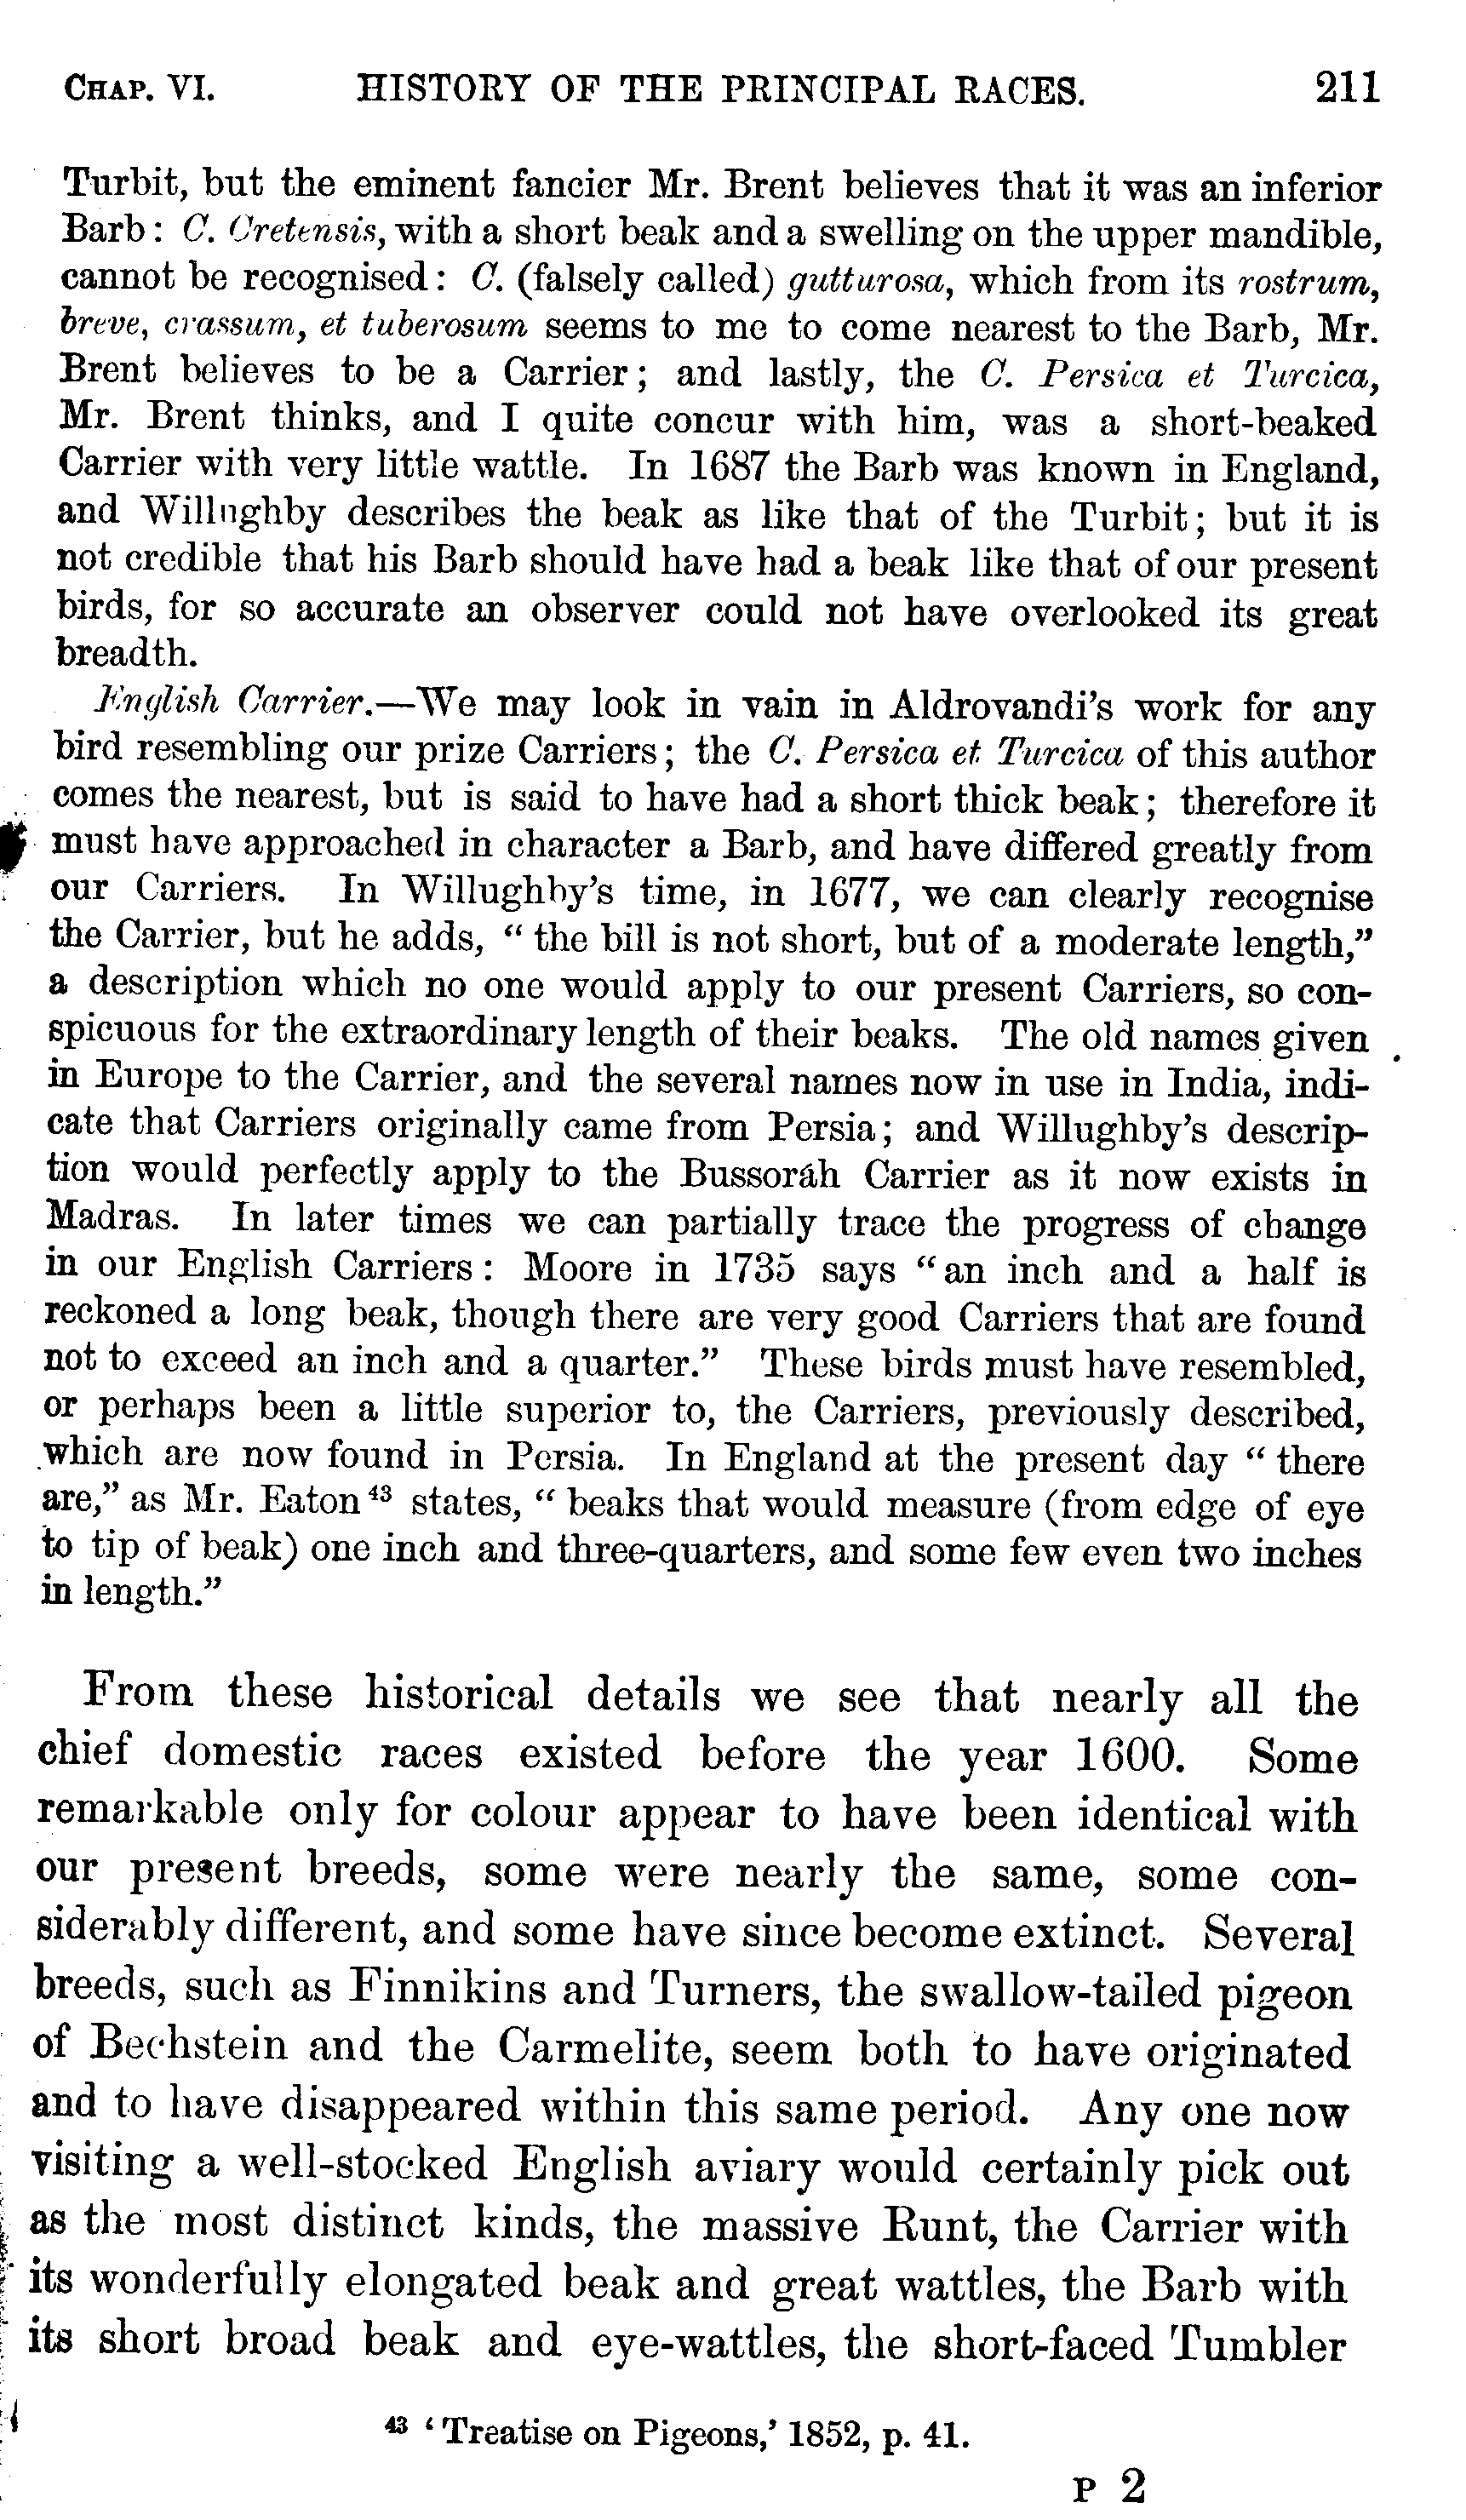 CHAP. VI. HISTORY OF THE PRINCIPAL RACES. 211
Turbit, but the eminent fancier Mr. Brent believes that it was an inferior
Barb: C. Cretensis, with a short beak and a swelling on the upper mandible,
cannot be recognised: C. (falsely called) gutturosa, which from its rostrum,
breve, crassum, et tuberosum seems to me to come nearest to the Barb, Mr.
Brent believes to be a Carrier; and lastly, the C. Persica et Turcica,
Mr. Brent thinks, and I quite concur with him, was a short-beaked
Carrier with very little wattle. In 1687 the Barb was known in England,
and Willughby describes the beak as like that of the Turbit; but it is
not credible that his Barb should have had a beak like that of our present
birds, for so accurate an observer could not have overlooked its great
breadth.
English Carrier.—We may look in vain in Aldrovandi's work for any
bird resembling our prize Carriers; the C. Persica et Turcica of this author
comes the nearest, but is said to have had a short thick beak; therefore it
must have approached in character a Barb, and have differed greatly from
our Carriers. In Willughby's time, in 1677, we can clearly recognise
the Carrier, but he adds, "the bill is not short, but of a moderate length,"
a description which no one would apply to our present Carriers, so con-
spicuous for the extraordinary length of their beaks. The old names given
in Europe to the Carrier, and the several names now in use in India, indi-
cate that Carriers originally came from Persia; and Willughby's descrip-
tion would perfectly apply to the Bussorah Carrier as it now exists in
Madras. In later times we can partially trace the progress of change
in our English Carriers: Moore in 1735 says "an inch and a half is
reckoned a long beak, though there are very good Carriers that are found
not to exceed an inch and a quarter." These birds must have resembled,
or perhaps been a little superior to, the Carriers, previously described,
which are now found in Persia. In England at the present day "there
are," as Mr. Eaton 43 states, "beaks that would measure (from edge of eye
to tip of beak) one inch and three-quarters, and some few even two inches
in length."
From these historical details we see that nearly all the
chief domestic races existed before the year 1600. Some
remarkable only for colour appear to have been identical with
our present breeds, some were nearly the same, some con-
siderably different, and some have since become extinct. Several
breeds, such as Finnikins and Turners, the swallow-tailed pigeon
of Bechstein and the Carmelite, seem both to have originated
and to have disappeared within this same period. Any one now
visiting a well-stocked English aviary would certainly pick out
as the most distinct kinds, the massive Runt, the Carrier with
its wonderfully elongated beak and great wattles, the Barb with
its short broad beak and eye-wattles, the short-faced Tumbler
43 'Treatise on Pigeons,' 1852, p. 41.
P 2